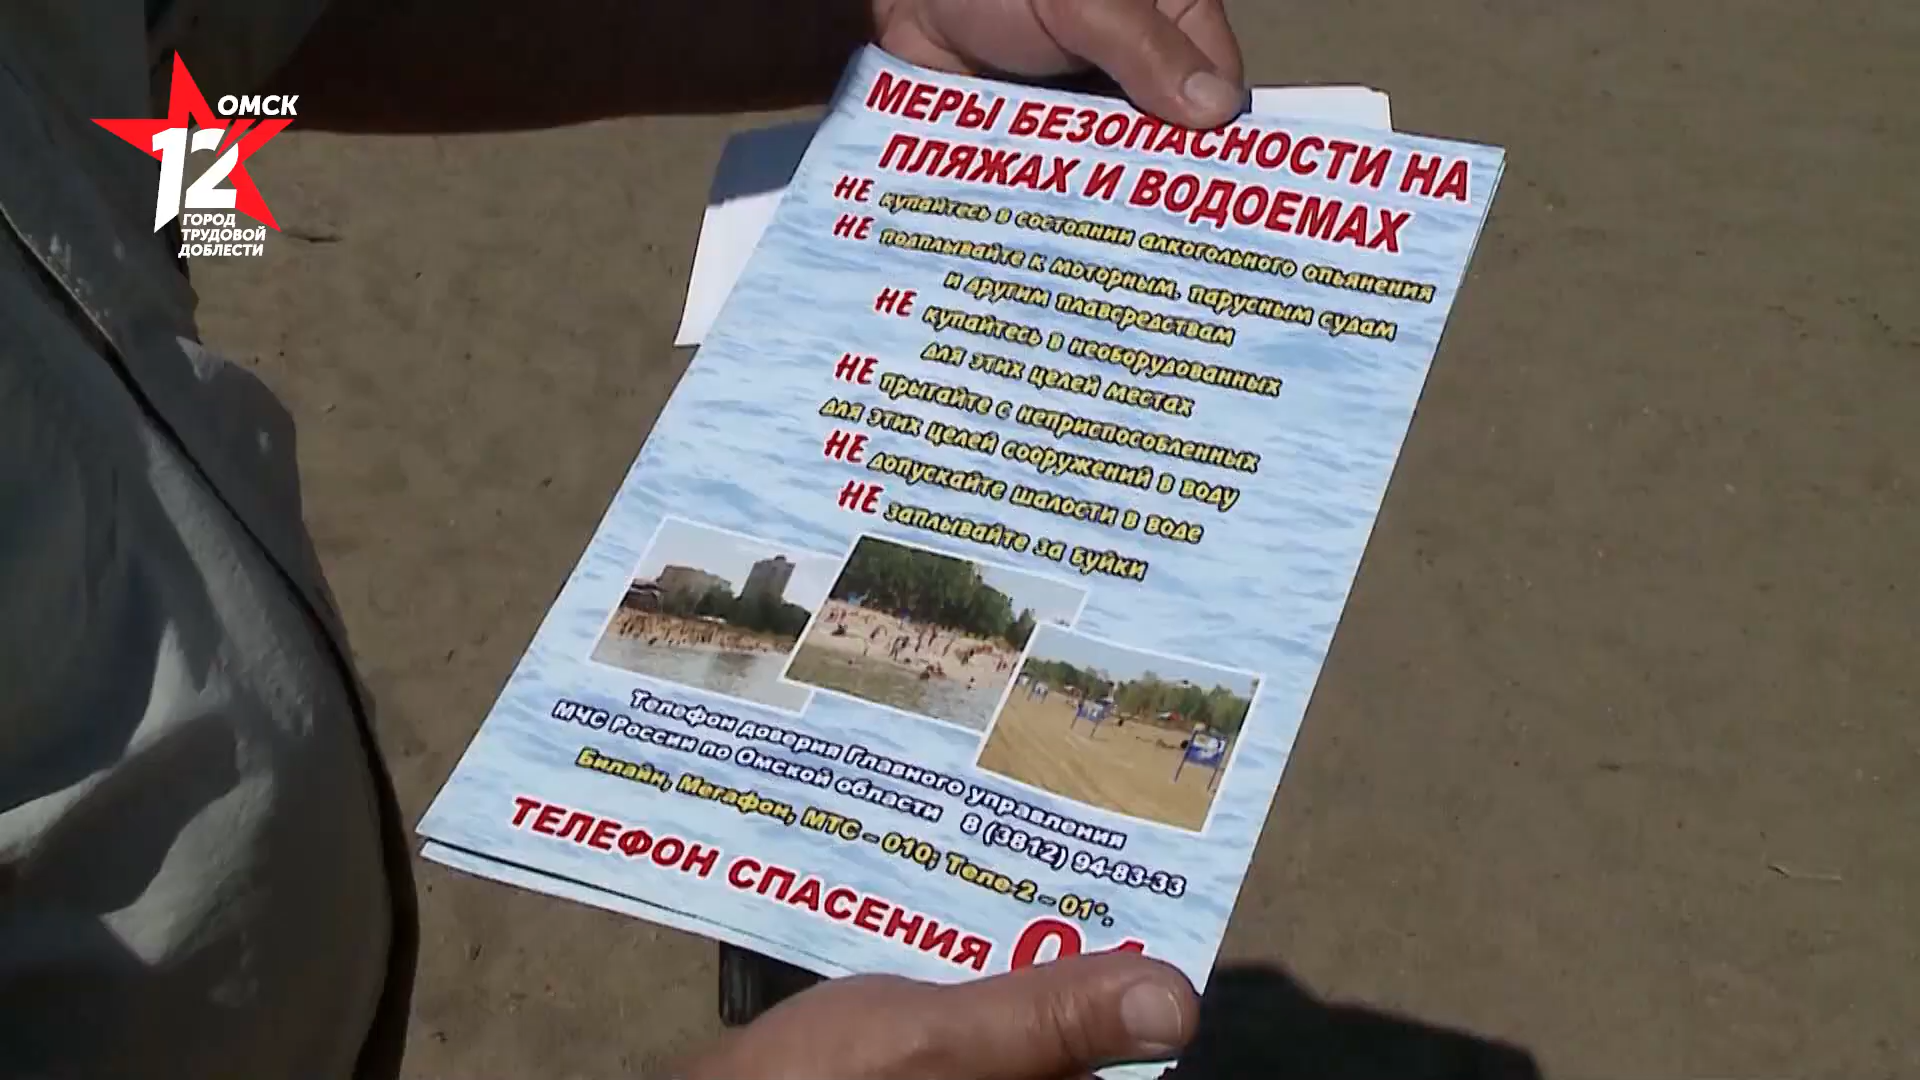 ОМСК
12
ГОРОД
ТРУДОВОЙ
ДОБЛЕСТИ
МЕРЫ БЕЗОПАСНОСТИ НА
ПЛЯЖАХ И ВОДОЕМАХ
НЕ купайтесь в состоянии алкогольного опьянения
НЕ подплывайте к моторным, парусным судам
и другим плавсредствам
НЕ купайтесь в необорудованных
для этих целей местах
НЕ прыгайте с неприспособленных
для этих целей сооружений в воду
НЕ допускайте шалости в воде
НЕ заплывайте за буйки
Телефон доверия Главного управления
МЧС России по Омской области 8 (3812) 94-83-33
Билайн, Мегафон, МТС – 010; Теле-2 – 01*.
ТЕЛЕФОН СПАСЕНИЯ 01